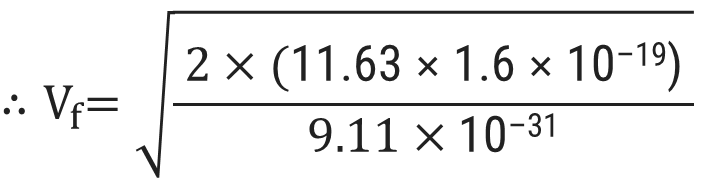 ∴ V_f = √((2 × (11.63 × 1.6 × 10⁻¹⁹)) / (9.11 × 10⁻³¹))